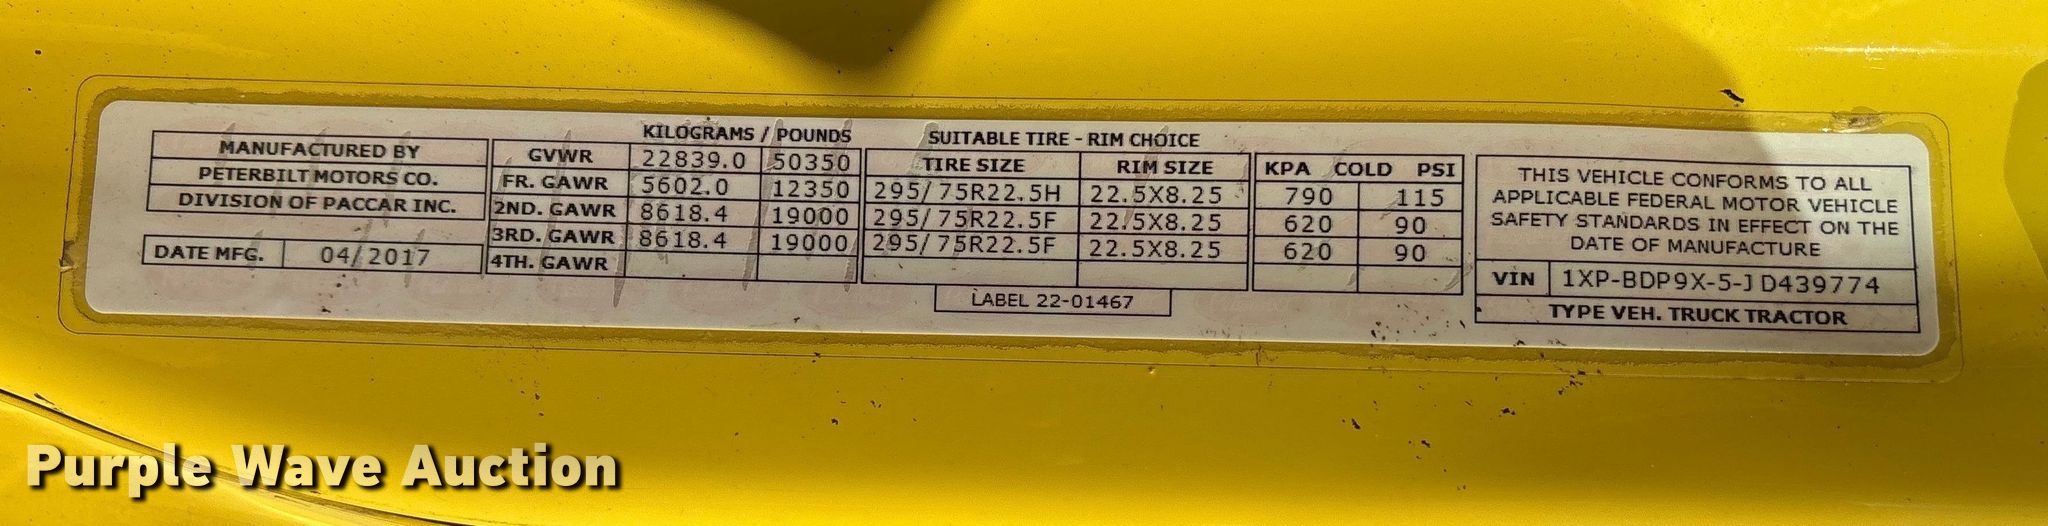 MANUFACTURED BY
PETERBILT MOTORS CO.
DIVISION OF PACCAR INC.
DATE MFG. 04/2017
KILOGRAMS / POUNDS
GVWR 22839.0 50350
FR. GAWR 5602.0 12350
2ND. GAWR 8618.4 19000
3RD. GAWR 8618.4 19000
4TH. GAWR
SUITABLE TIRE - RIM CHOICE
TIRE SIZE RIM SIZE
295/75R22.5H 22.5X8.25
295/75R22.5F 22.5X8.25
295/75R22.5F 22.5X8.25
KPA COLD PSI
790 115
620 90
620 90
LABEL 22-01467
THIS VEHICLE CONFORMS TO ALL
APPLICABLE FEDERAL MOTOR VEHICLE
SAFETY STANDARDS IN EFFECT ON THE
DATE OF MANUFACTURE
VIN 1XP-BDP9X-5-JD439774
TYPE VEH. TRUCK TRACTOR
Purple Wave Auction